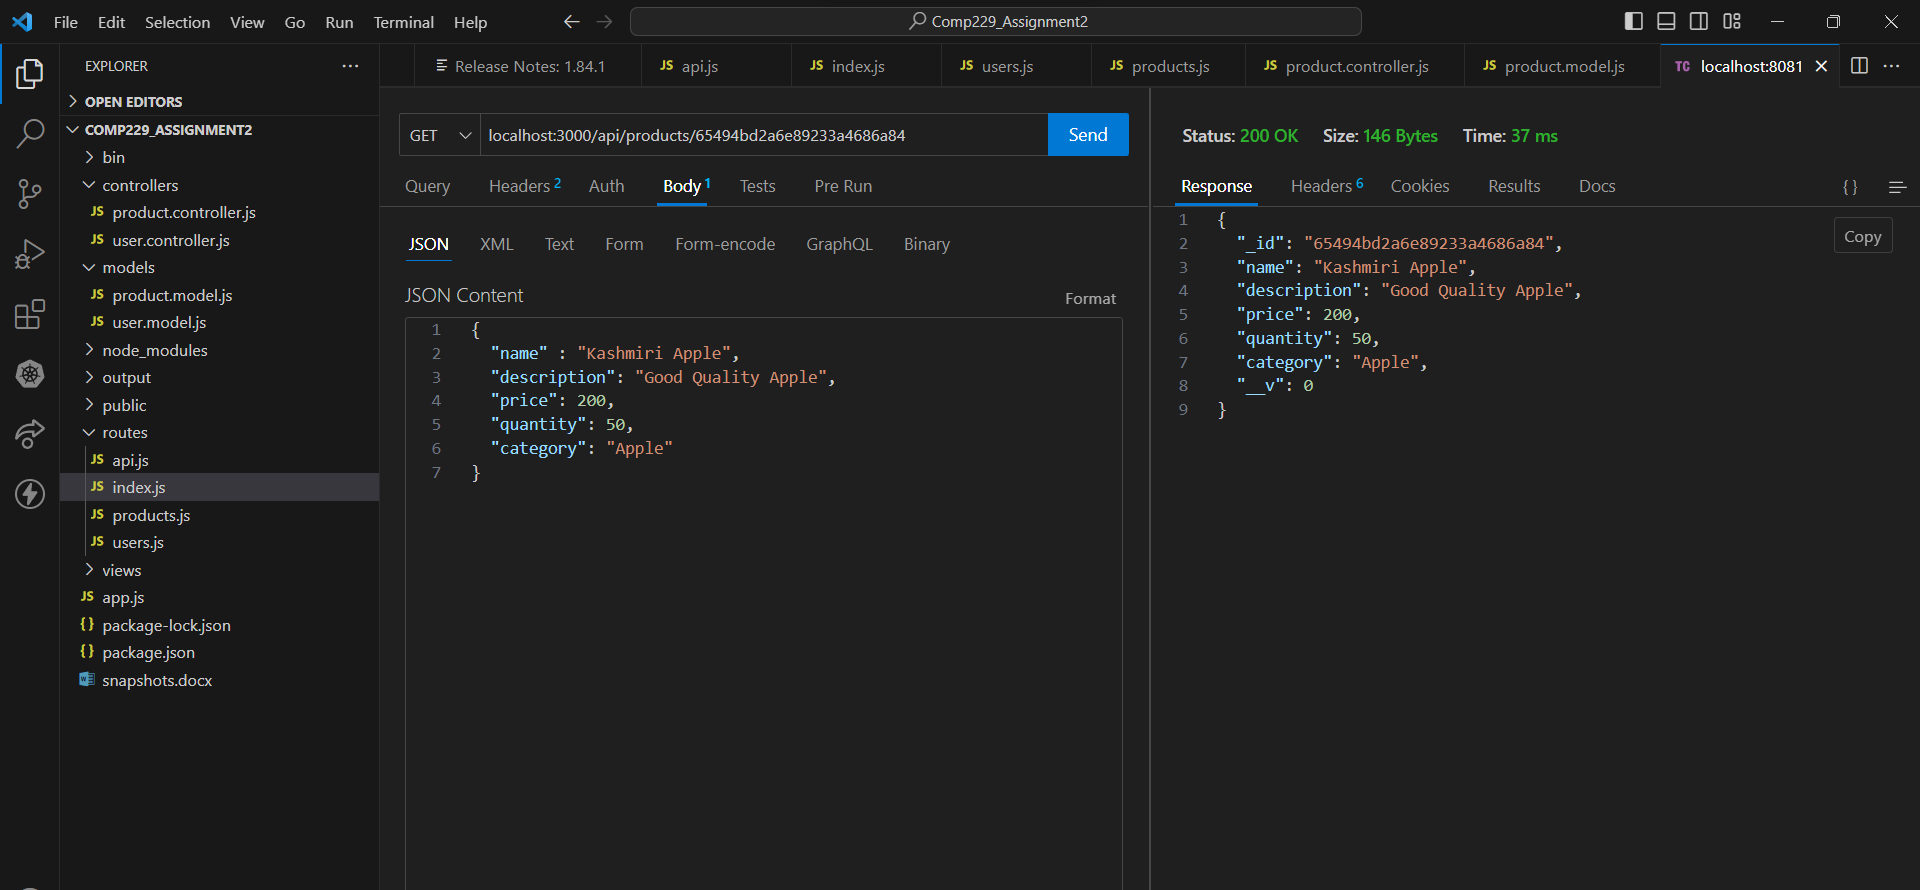 File Edit Selection View Go Run Terminal Help
Comp229_Assignment2
EXPLORER
OPEN EDITORS
COMP229_ASSIGNMENT2
bin
controllers
JS product.controller.js
JS user.controller.js
models
JS product.model.js
JS user.model.js
node_modules
output
public
routes
JS api.js
JS index.js
JS products.js
JS users.js
views
JS app.js
{} package-lock.json
{} package.json
snapshots.docx
Release Notes: 1.84.1 JS api.js JS index.js JS users.js JS products.js JS product.controller.js JS product.model.js TC localhost:8081
GET localhost:3000/api/products/65494bd2a6e89233a4686a84 Send
Query Headers 2 Auth Body 1 Tests Pre Run
JSON XML Text Form Form-encode GraphQL Binary
JSON Content
Format
1 {
2 "name" : "Kashmiri Apple",
3 "description": "Good Quality Apple",
4 "price": 200,
5 "quantity": 50,
6 "category": "Apple"
7 }
Status: 200 OK Size: 146 Bytes Time: 37 ms
Response Headers 6 Cookies Results Docs {}
Copy
1 {
2 "_id": "65494bd2a6e89233a4686a84",
3 "name": "Kashmiri Apple",
4 "description": "Good Quality Apple",
5 "price": 200,
6 "quantity": 50,
7 "category": "Apple",
8 "__v": 0
9 }